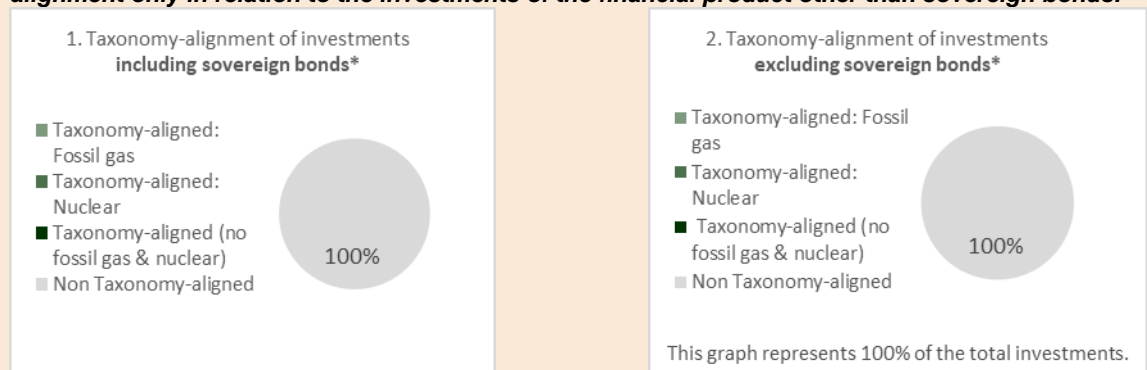 alignment only in relation to the investments of the financial product other than sovereign bonds.
1. Taxonomy-alignment of investments
including sovereign bonds*
Taxonomy-aligned:
Fossil gas
Taxonomy-aligned:
Nuclear
Taxonomy-aligned (no
fossil gas & nuclear)
Non Taxonomy-aligned
100%
2. Taxonomy-alignment of investments
excluding sovereign bonds*
Taxonomy-aligned: Fossil
gas
Taxonomy-aligned:
Nuclear
Taxonomy-aligned (no
fossil gas & nuclear)
Non Taxonomy-aligned
100%
This graph represents 100% of the total investments.